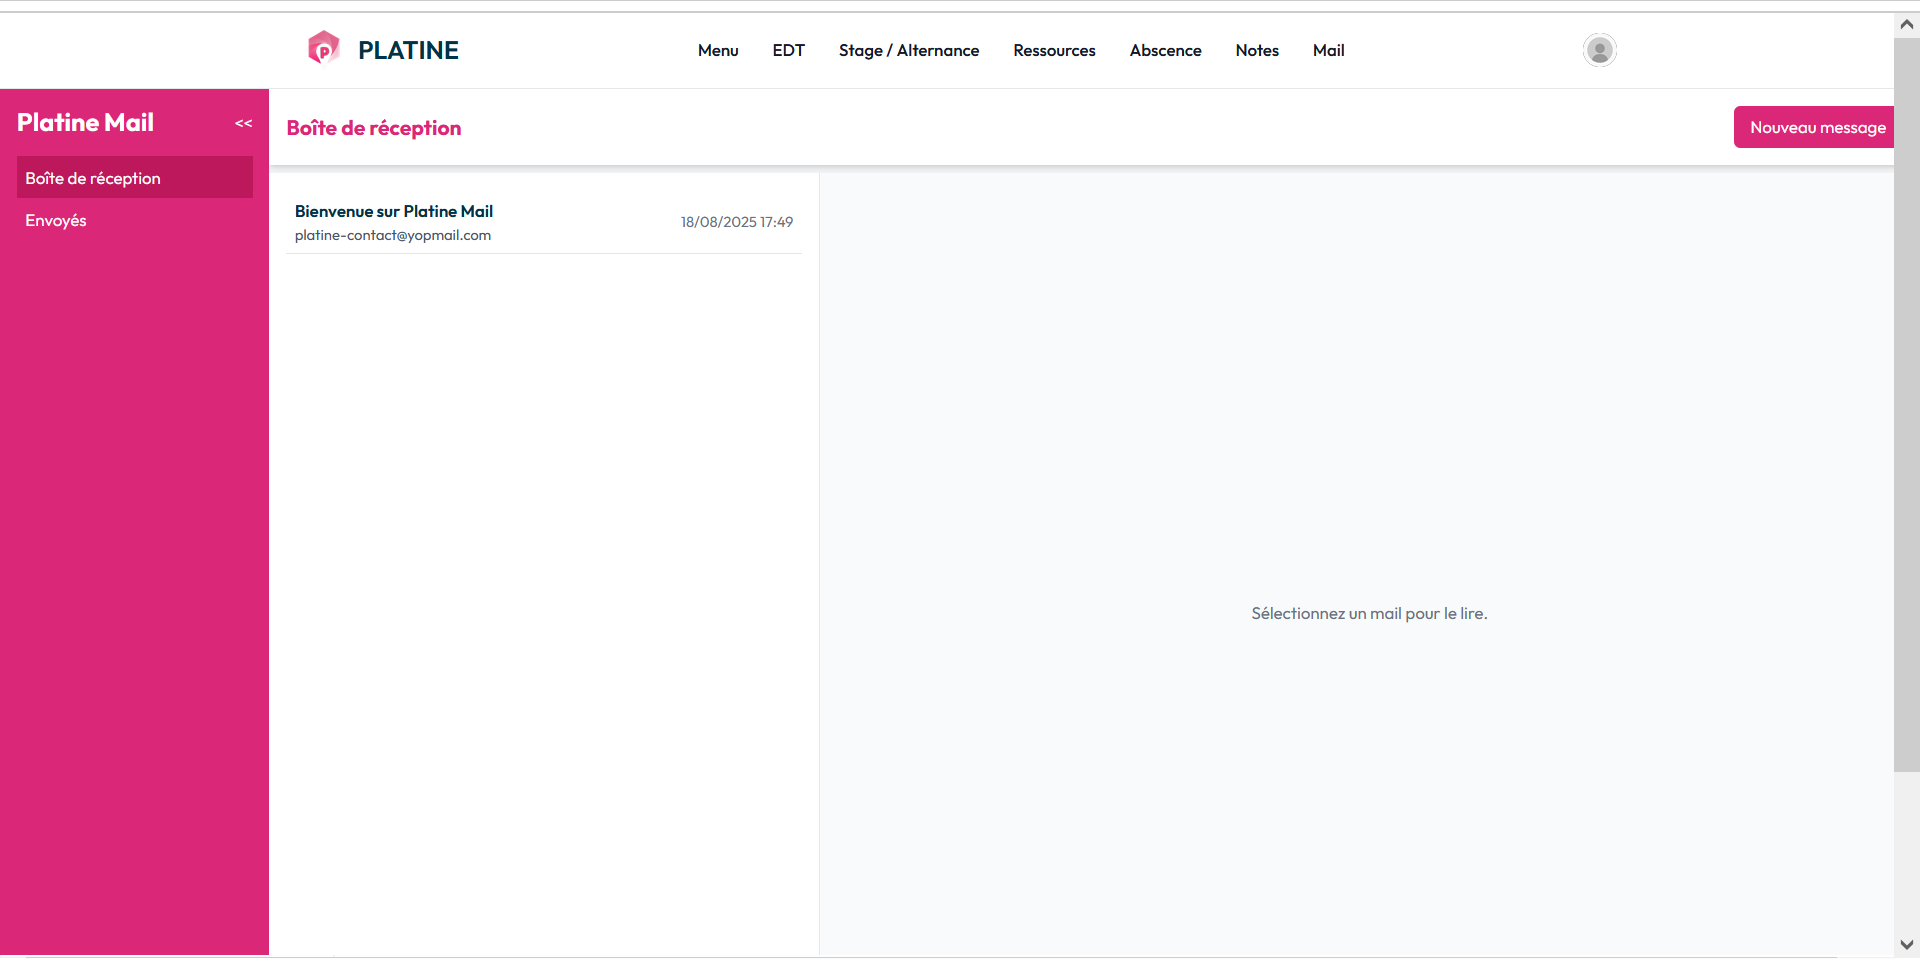 PLATINE
Menu EDT Stage / Alternance Ressources Abscence Notes Mail
Platine Mail <<
Boîte de réception
Envoyés
Boîte de réception
Nouveau message
Bienvenue sur Platine Mail
platine-contact@yopmail.com
18/08/2025 17:49
Sélectionnez un mail pour le lire.